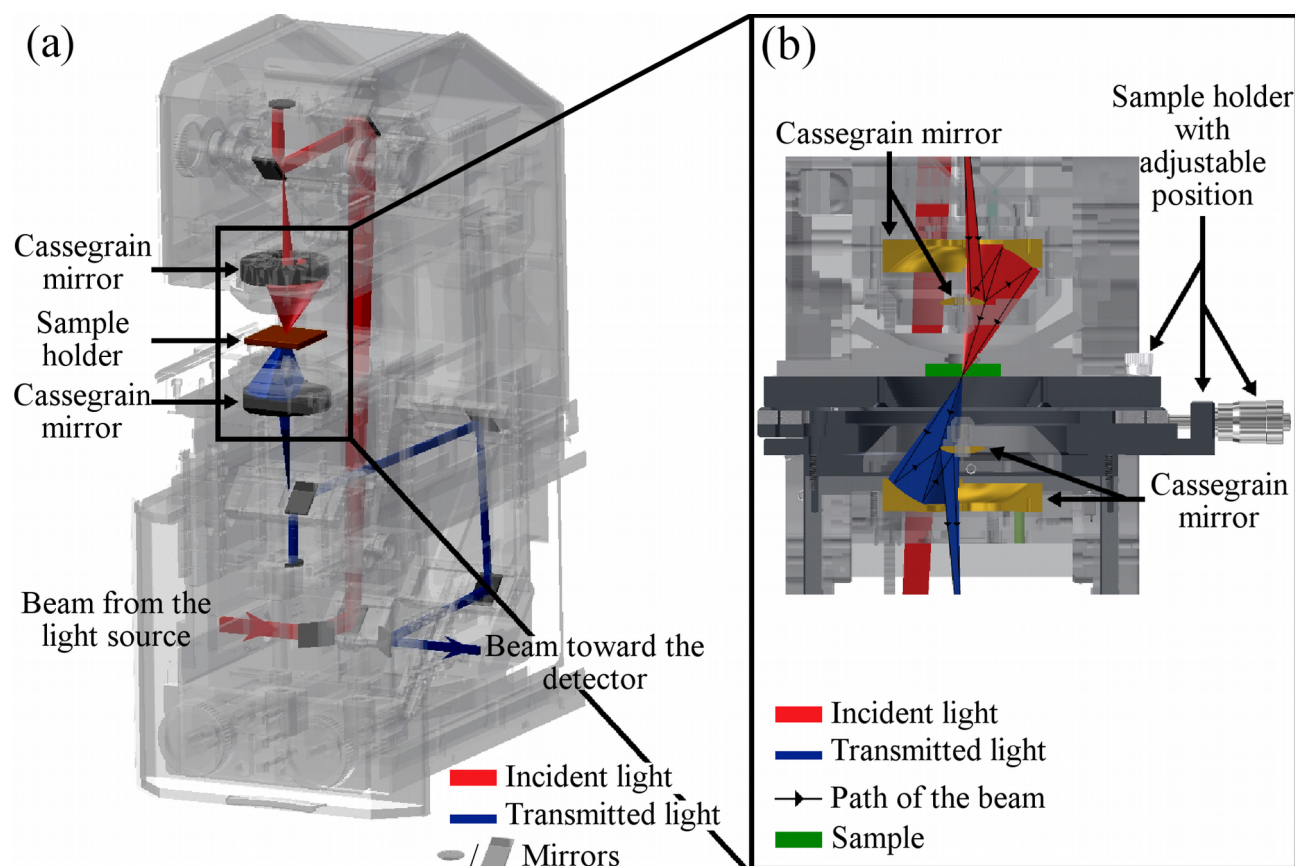 (a)
Cassegrain
mirror
Sample
holder
Cassegrain
mirror
Beam from the
light source
Beam toward the
detector
Incident light
Transmitted light
/ Mirrors
(b)
Cassegrain mirror
Sample holder
with
adjustable
position
Cassegrain
mirror
Incident light
Transmitted light
Path of the beam
Sample